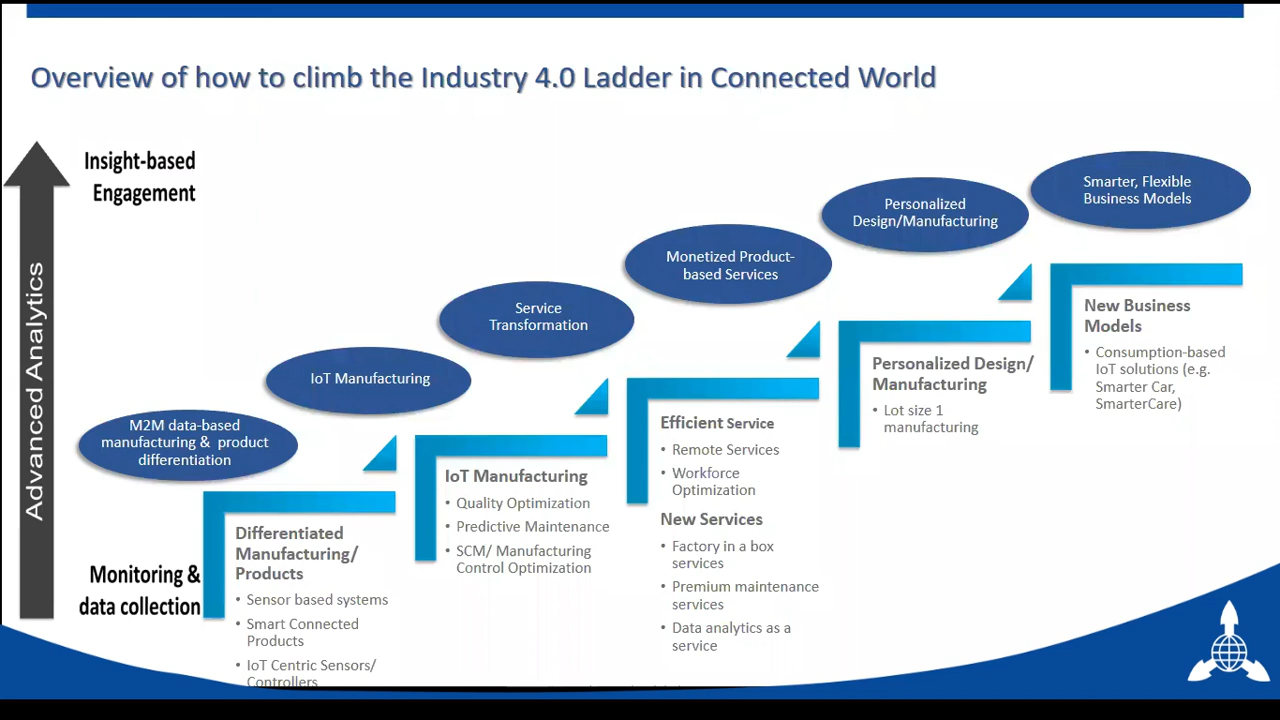 Overview of how to climb the Industry 4.0 Ladder in Connected World
Insight-based
Engagement
Advanced Analytics
Monitoring &
data collection
M2M data-based
manufacturing & product
differentiation
IoT Manufacturing
Service
Transformation
Monetized Product-
based Services
Personalized
Design/Manufacturing
Smarter, Flexible
Business Models
Differentiated
Manufacturing/
Products
• Sensor based systems
• Smart Connected
Products
• IoT Centric Sensors/
Controllers
IoT Manufacturing
• Quality Optimization
• Predictive Maintenance
• SCM/ Manufacturing
Control Optimization
Efficient Service
• Remote Services
• Workforce
Optimization
New Services
• Factory in a box
services
• Premium maintenance
services
• Data analytics as a
service
Personalized Design/
Manufacturing
• Lot size 1
manufacturing
New Business
Models
• Consumption-based
IoT solutions (e.g.
Smarter Car,
SmarterCare)